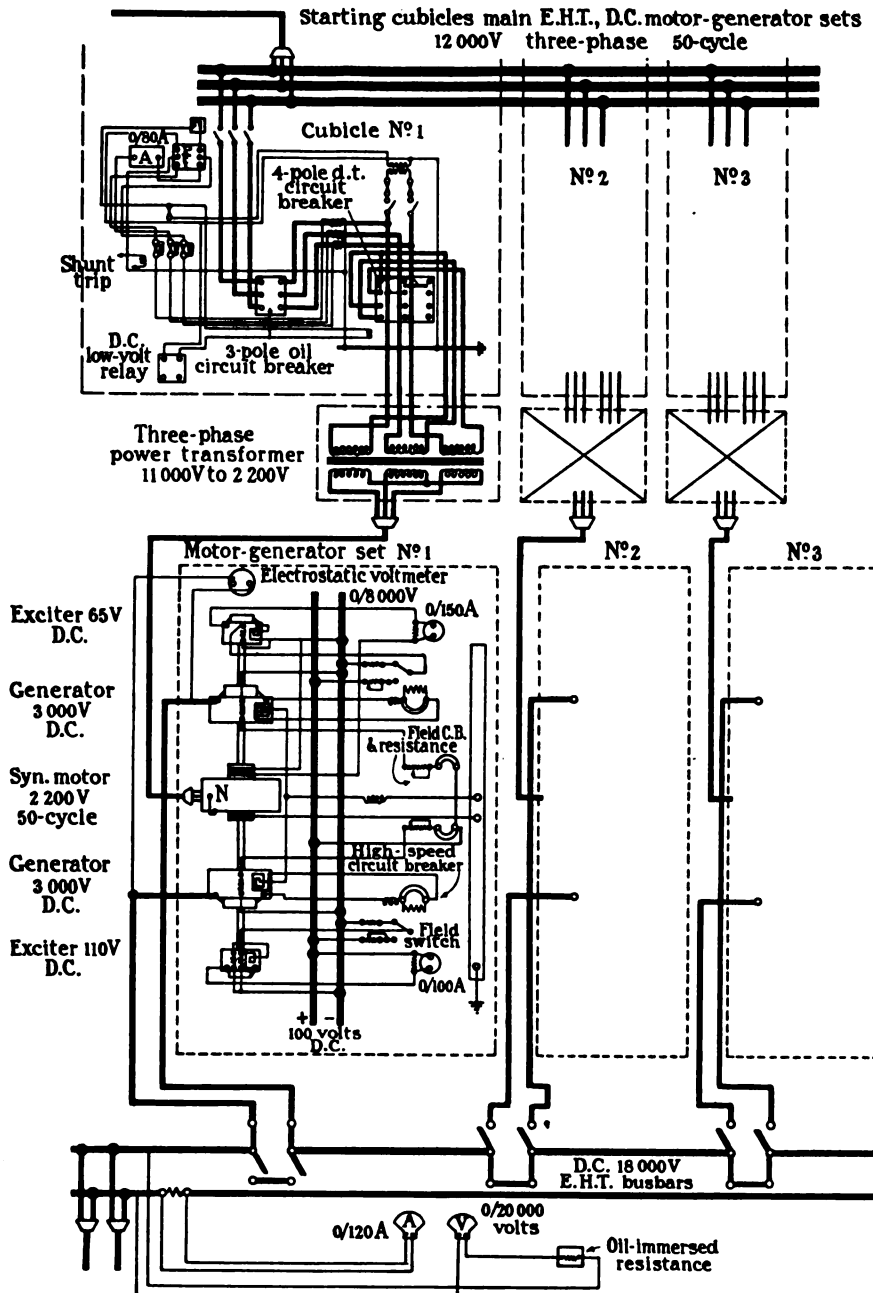 Starting cubicles main E.H.T., D.C. motor-generator sets
12 000V three-phase 50-cycle
Cubicle Nº 1
0/80A
A
4-pole d.t.
circuit
breaker
Nº 2
Nº 3
Shunt
trip
D.C.
low-volt
relay
3-pole oil
circuit breaker
Three-phase
power transformer
11 000V to 2 200V
Motor-generator set Nº 1
Nº 2
Nº 3
Electrostatic voltmeter
0/8 000V
0/150A
Exciter 65V
D.C.
Generator
3 000V
D.C.
Field C.B.
& resistance
Syn. motor
2 200V
50-cycle
N
High-speed
circuit breaker
Generator
3 000V
D.C.
Field
switch
Exciter 110V
D.C.
0/100A
+ –
100 volts
D.C.
D.C. 18 000V
E.H.T. busbars
0/120A
A
V
0/20 000
volts
Oil-immersed
resistance